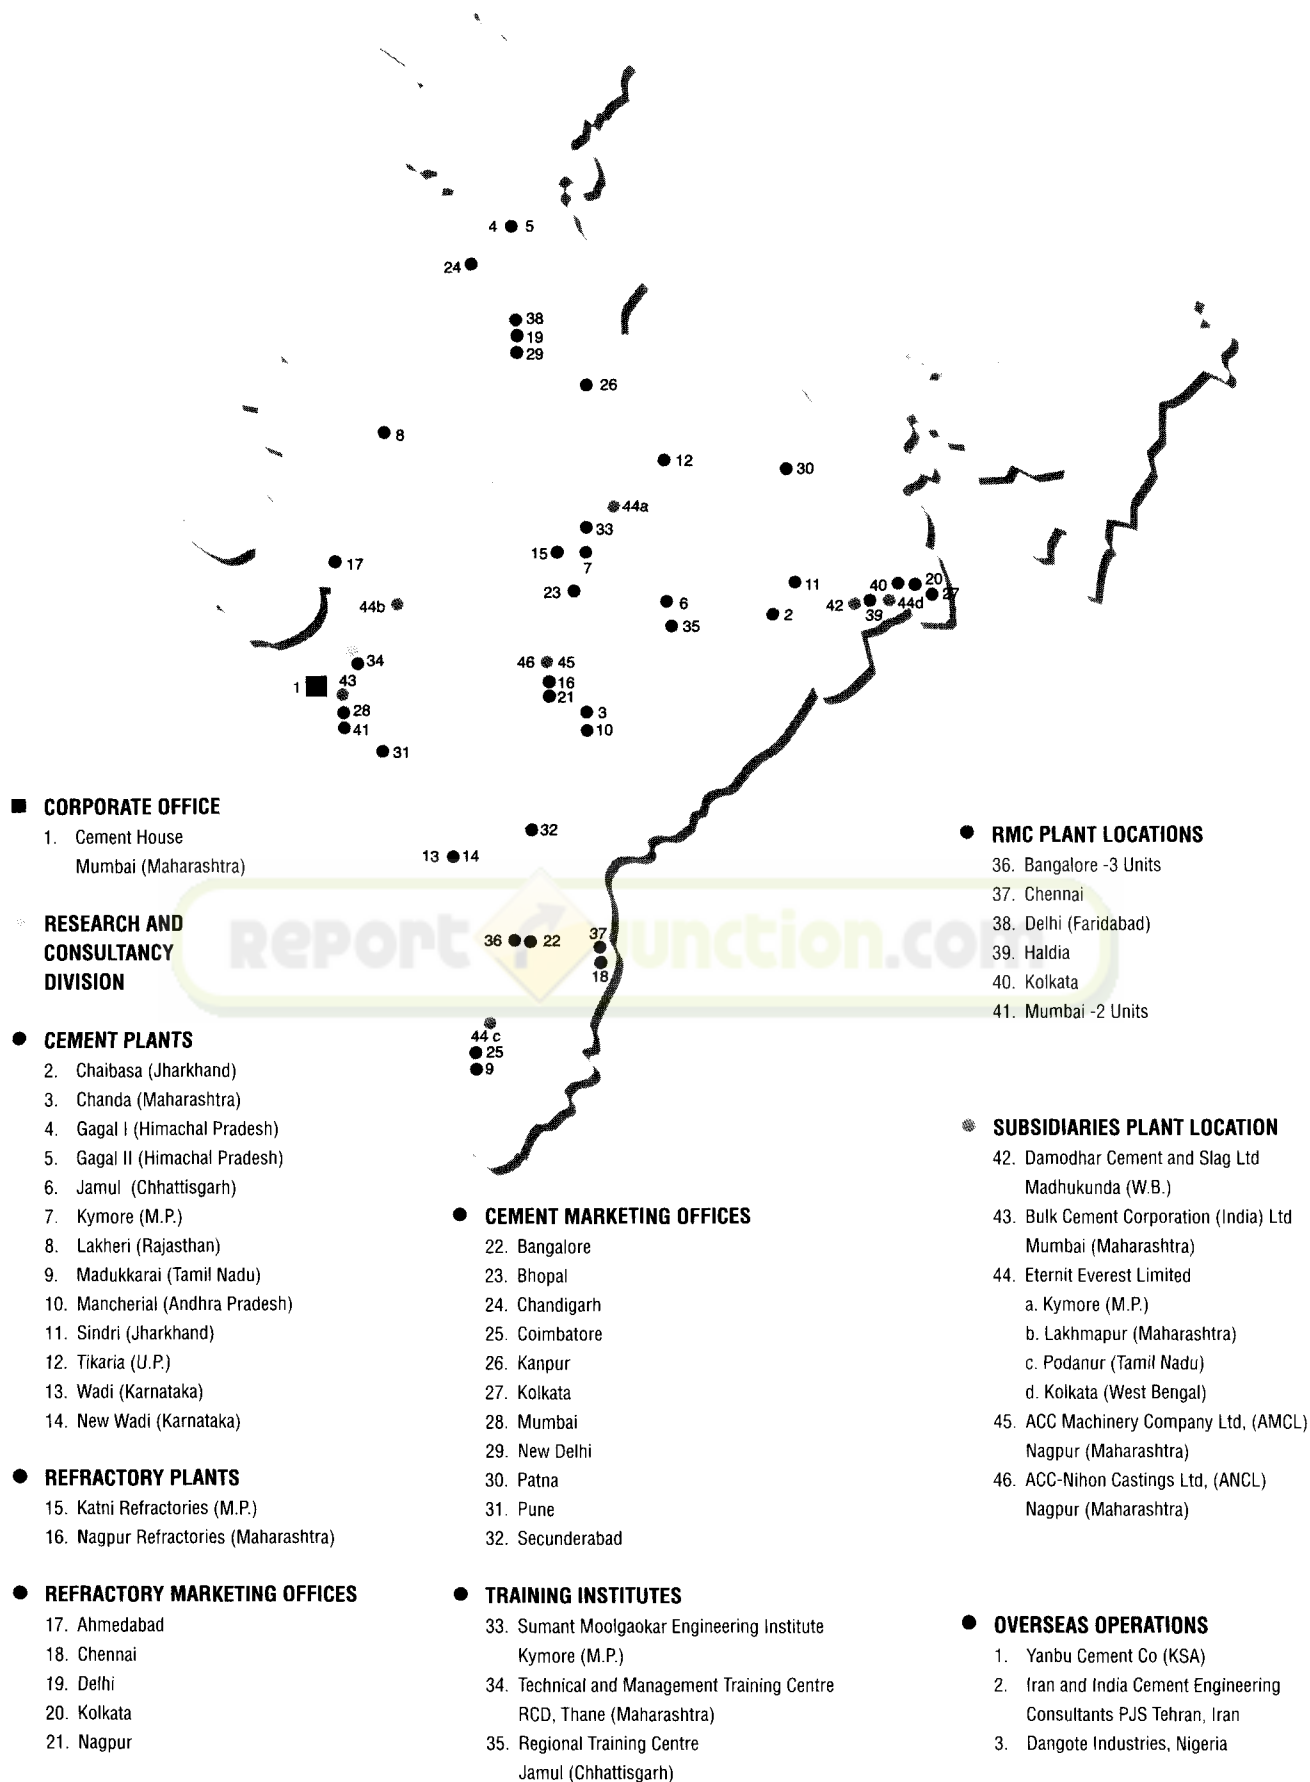 4 5
24
38
19
29
26
8
12
30
44a
33
15
7
17
23
11
40
20
27
44b
6
42
44d
2
39
35
34
46 45
43
1
16
21
28
3
41
10
31
32
13 14
36 22
37
18
44 c
25
9
CORPORATE OFFICE
1. Cement House
Mumbai (Maharashtra)
RESEARCH AND
CONSULTANCY
DIVISION
CEMENT PLANTS
2. Chaibasa (Jharkhand)
3. Chanda (Maharashtra)
4. Gagal I (Himachal Pradesh)
5. Gagal II (Himachal Pradesh)
6. Jamul (Chhattisgarh)
7. Kymore (M.P.)
8. Lakheri (Rajasthan)
9. Madukkarai (Tamil Nadu)
10. Mancherial (Andhra Pradesh)
11. Sindri (Jharkhand)
12. Tikaria (U.P.)
13. Wadi (Karnataka)
14. New Wadi (Karnataka)
REFRACTORY PLANTS
15. Katni Refractories (M.P.)
16. Nagpur Refractories (Maharashtra)
REFRACTORY MARKETING OFFICES
17. Ahmedabad
18. Chennai
19. Delhi
20. Kolkata
21. Nagpur
CEMENT MARKETING OFFICES
22. Bangalore
23. Bhopal
24. Chandigarh
25. Coimbatore
26. Kanpur
27. Kolkata
28. Mumbai
29. New Delhi
30. Patna
31. Pune
32. Secunderabad
TRAINING INSTITUTES
33. Sumant Moolgaokar Engineering Institute
Kymore (M.P.)
34. Technical and Management Training Centre
RCD, Thane (Maharashtra)
35. Regional Training Centre
Jamul (Chhattisgarh)
RMC PLANT LOCATIONS
36. Bangalore -3 Units
37. Chennai
38. Delhi (Faridabad)
39. Haldia
40. Kolkata
41. Mumbai -2 Units
SUBSIDIARIES PLANT LOCATION
42. Damodhar Cement and Slag Ltd
Madhukunda (W.B.)
43. Bulk Cement Corporation (India) Ltd
Mumbai (Maharashtra)
44. Eternit Everest Limited
a. Kymore (M.P.)
b. Lakhmapur (Maharashtra)
c. Podanur (Tamil Nadu)
d. Kolkata (West Bengal)
45. ACC Machinery Company Ltd, (AMCL)
Nagpur (Maharashtra)
46. ACC-Nihon Castings Ltd, (ANCL)
Nagpur (Maharashtra)
OVERSEAS OPERATIONS
1. Yanbu Cement Co (KSA)
2. Iran and India Cement Engineering
Consultants PJS Tehran, Iran
3. Dangote Industries, Nigeria
Report Junction.com